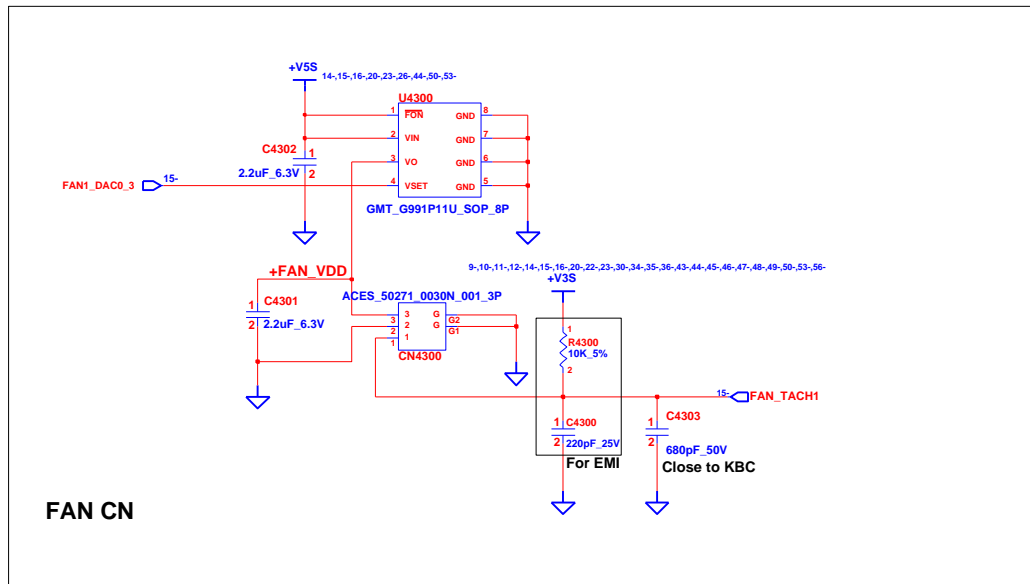 +V5S
14-,15-,16-,20-,23-,26-,44-,50-,53-
U4300
1 FON GND 8
2 VIN GND 7
3 VO GND 6
4 VSET GND 5
GMT_G991P11U_SOP_8P
C4302
1
2
2.2uF_6.3V
FAN1_DAC0_3
15-
+FAN_VDD
C4301
1
2
2.2uF_6.3V
ACES_50271_0030N_001_3P
3 3 G G2
2 2 G G1
1 1
CN4300
9-,10-,11-,12-,14-,15-,16-,20-,22-,23-,30-,34-,35-,36-,43-,44-,45-,46-,47-,48-,49-,50-,53-,56-
+V3S
1
R4300
10K_5%
2
15-
FAN_TACH1
C4300
1
2
220pF_25V
For EMI
C4303
1
2
680pF_50V
Close to KBC
FAN CN